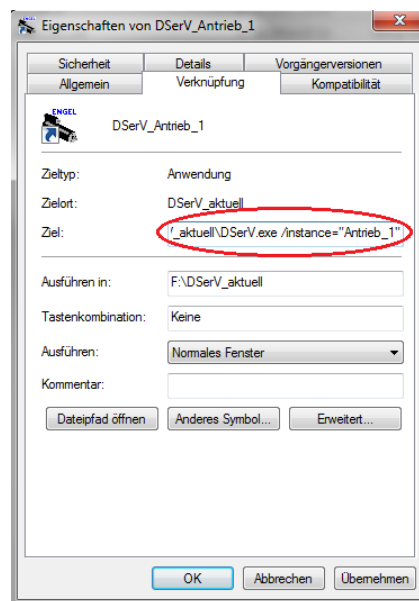 Eigenschaften von DSerV_Antrieb_1
Sicherheit Details Vorgängerversionen
Allgemein Verknüpfung Kompatibilität
ENGEL
DSerV_Antrieb_1
Zieltyp: Anwendung
Zielort: DSerV_aktuell
Ziel: '_aktuell\DSerV.exe /instance="Antrieb_1"
Ausführen in: F:\DSerV_aktuell
Tastenkombination: Keine
Ausführen: Normales Fenster
Kommentar:
Dateipfad öffnen Anderes Symbol... Erweitert...
OK Abbrechen Übernehmen